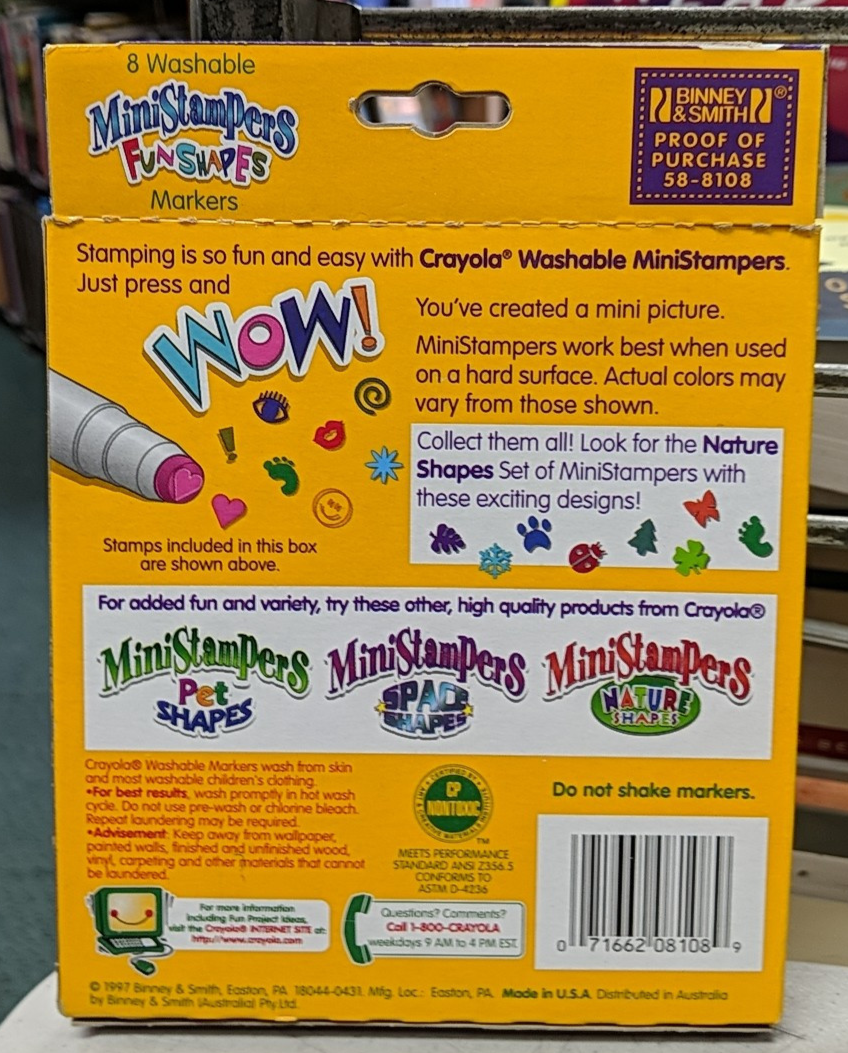 8 Washable
MiniStampers
FUN SHAPES
Markers
BINNEY
& SMITH®
PROOF OF
PURCHASE
58-8108
Stamping is so fun and easy with Crayola® Washable MiniStampers.
Just press and
WOW!
You've created a mini picture.
MiniStampers work best when used
on a hard surface. Actual colors may
vary from those shown.
Collect them all! Look for the Nature
Shapes Set of MiniStampers with
these exciting designs!
Stamps included in this box
are shown above.
For added fun and variety, try these other, high quality products from Crayola®
MiniStampers
Pet
SHAPES
MiniStampers
SPACE
SHAPES
MiniStampers
NATURE
SHAPES
Crayola® Washable Markers wash from skin
and most washable children's clothing.
•For best results, wash promptly in hot wash
cycle. Do not use pre-wash or chlorine bleach.
Repeat laundering may be required.
•Advisement: Keep away from wallpaper,
painted walls, finished and unfinished wood,
vinyl, carpeting and other materials that cannot
be laundered.
CERTIFIED BY
CP
NONTOXIC
TM
MEETS PERFORMANCE
STANDARD ANSI Z356.5
CONFORMS TO
ASTM D-4236
Do not shake markers.
0 71662 08108 9
For more information
including Fun Project Ideas,
visit the Crayola® INTERNET SITE at:
http://www.crayola.com
Questions? Comments?
Call 1-800-CRAYOLA
weekdays 9 AM to 4 PM EST.
© 1997 Binney & Smith, Easton, PA 18044-0431. Mfg. Loc.: Easton, PA. Made in U.S.A. Distributed in Australia
by Binney & Smith (Australia) Pty. Ltd.